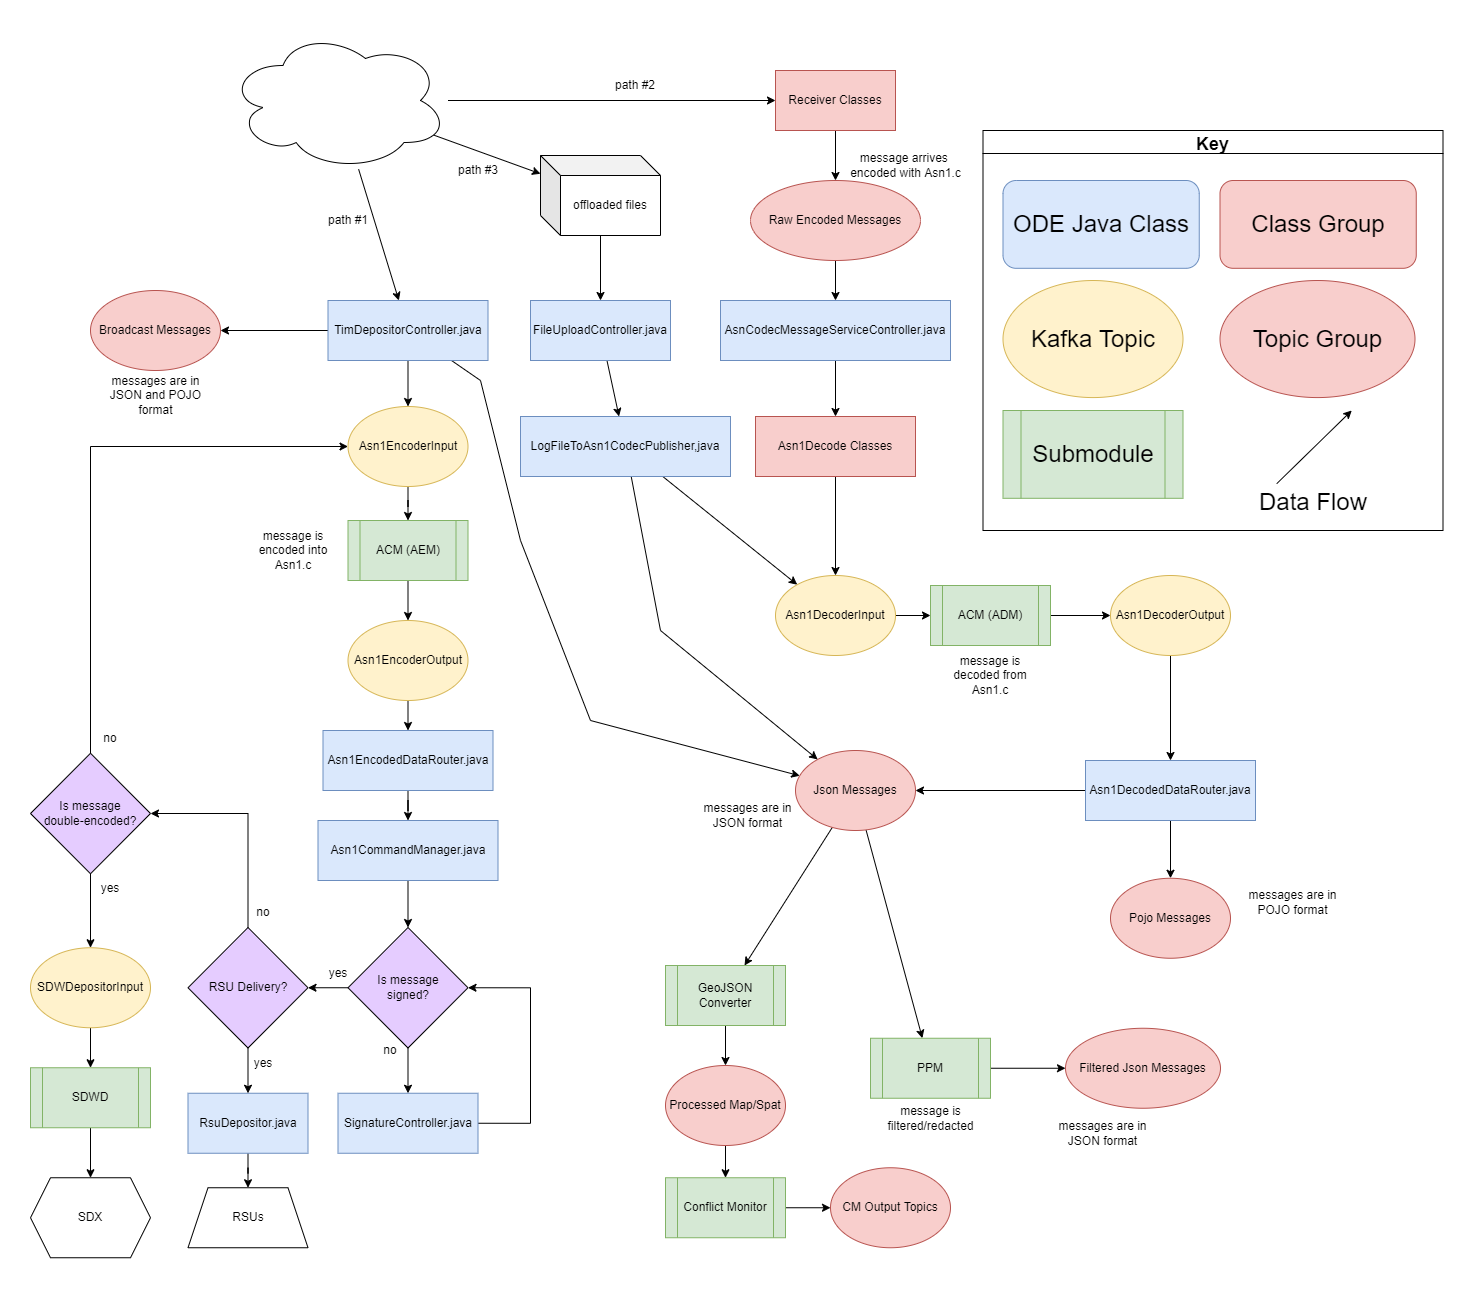 path #2
Receiver Classes
path #3
message arrives
encoded with Asn1.c
Key
offloaded files
path #1
Raw Encoded Messages
ODE Java Class
Class Group
Broadcast Messages
TimDepositorController.java
FileUploadController.java
AsnCodecMessageServiceController.java
Kafka Topic
Topic Group
messages are in
JSON and POJO
format
Asn1EncoderInput
LogFileToAsn1CodecPublisher.java
Asn1Decode Classes
Submodule
Data Flow
message is
encoded into
Asn1.c
ACM (AEM)
Asn1DecoderInput
ACM (ADM)
Asn1DecoderOutput
Asn1EncoderOutput
message is
decoded from
Asn1.c
no
Asn1EncodedDataRouter.java
Json Messages
Asn1DecodedDataRouter.java
Is message
double-encoded?
messages are in
JSON format
Asn1CommandManager.java
yes
no
messages are in
POJO format
Pojo Messages
SDWDepositorInput
RSU Delivery?
yes
Is message
signed?
GeoJSON
Converter
no
yes
PPM
Filtered Json Messages
SDWD
RsuDepositor.java
SignatureController.java
Processed Map/Spat
message is
filtered/redacted
messages are in
JSON format
SDX
RSUs
Conflict Monitor
CM Output Topics